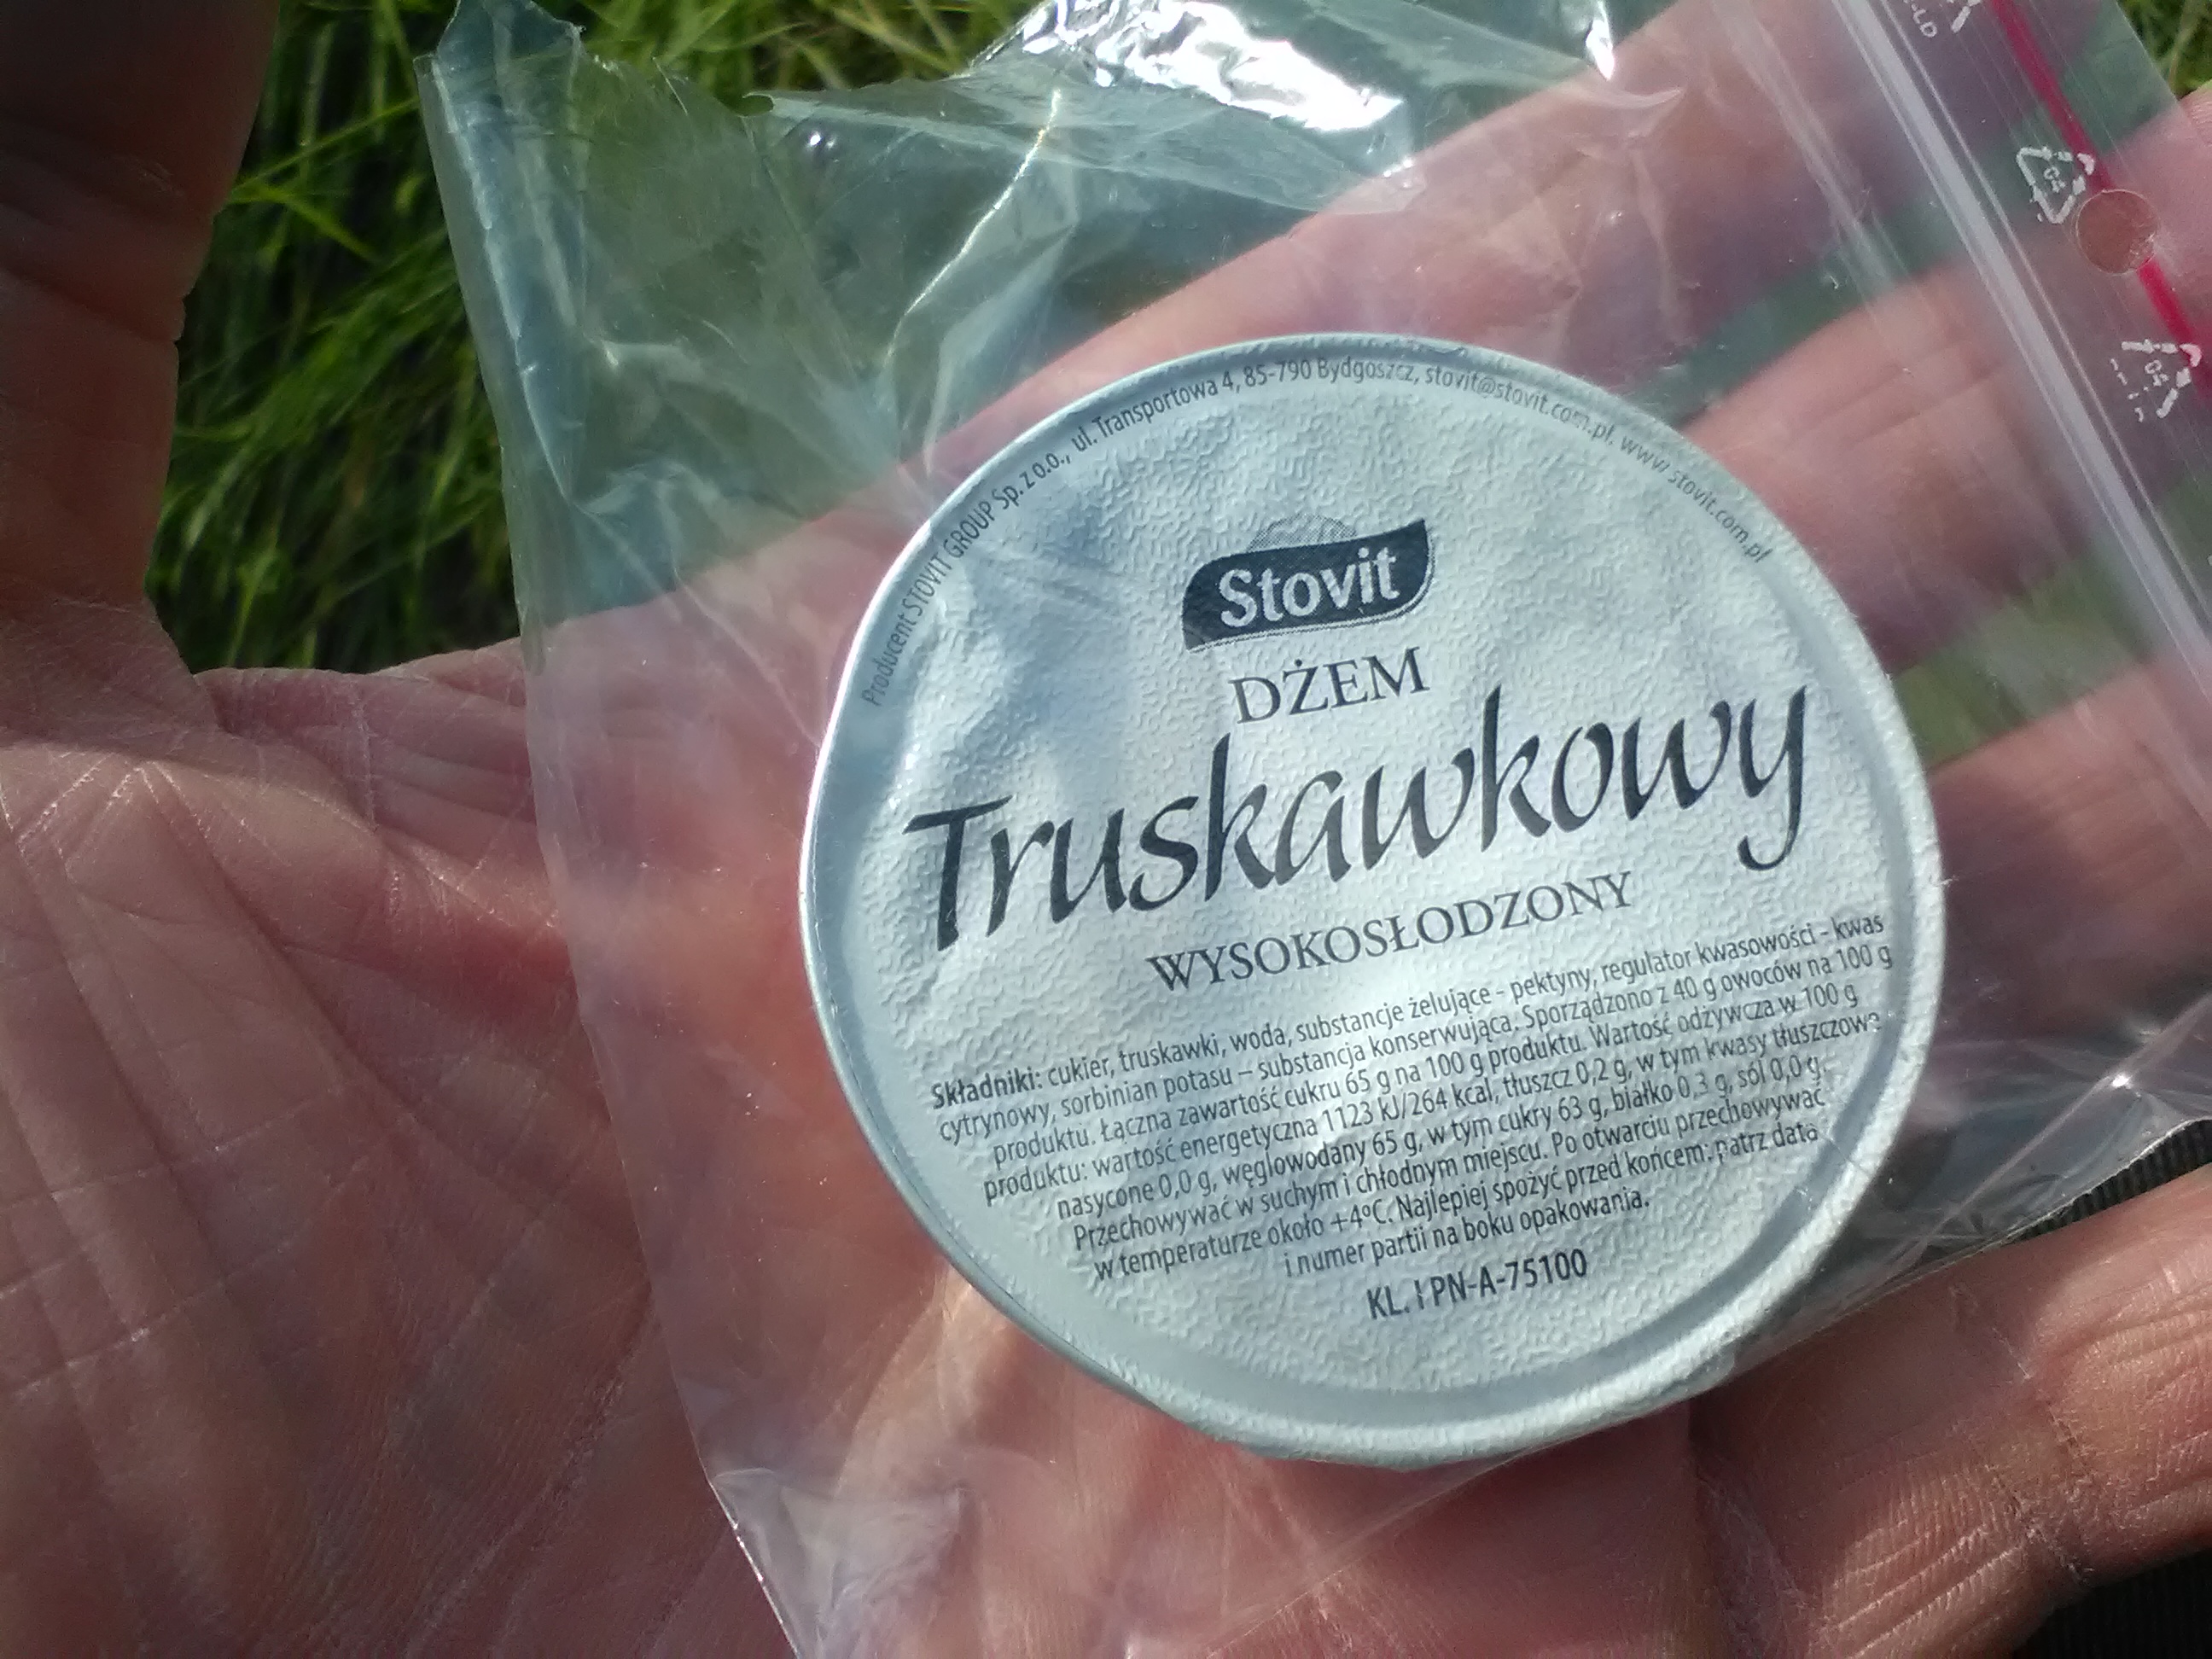 Producent STOVIT GROUP Sp. z o.o., ul. Transportowa 4, 85-790 Bydgoszcz, stovit@stovit.com.pl, www.stovit.com.pl
Stovit
DŻEM
Truskawkowy
WYSOKOSŁODZONY
Składniki: cukier, truskawki, woda, substancje żelujące - pektyny, regulator kwasowości - kwas
cytrynowy, sorbinian potasu – substancja konserwująca. Sporządzono z 40 g owoców na 100 g
produktu. Łączna zawartość cukru 65 g na 100 g produktu. Wartość odżywcza w 100 g
produktu: wartość energetyczna 1123 kJ/264 kcal, tłuszcz 0,2 g, w tym kwasy tłuszczowe
nasycone 0,0 g, węglowodany 65 g, w tym cukry 63 g, białko 0,3 g, sól 0,0 g.
Przechowywać w suchym i chłodnym miejscu. Po otwarciu przechowywać
w temperaturze około +4°C. Najlepiej spożyć przed końcem: patrz data
i numer partii na boku opakowania.
KL. I PN-A-75100
04
04